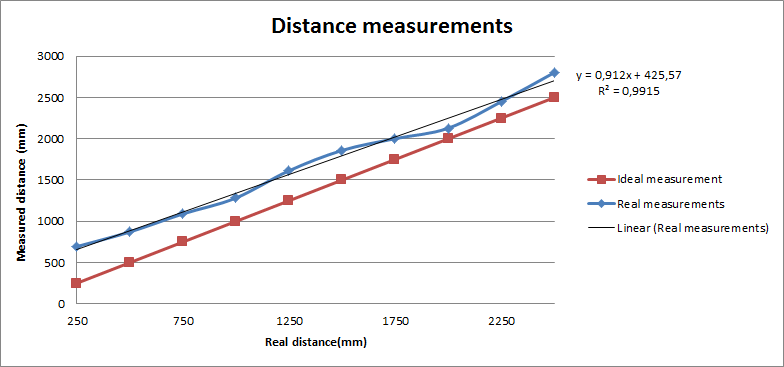 Distance measurements
3000
2500
2000
1500
1000
500
0
Measured distance (mm)
250
750
1250
1750
2250
Real distance(mm)
y = 0,912x + 425,57
R² = 0,9915
Ideal measurement
Real measurements
Linear (Real measurements)